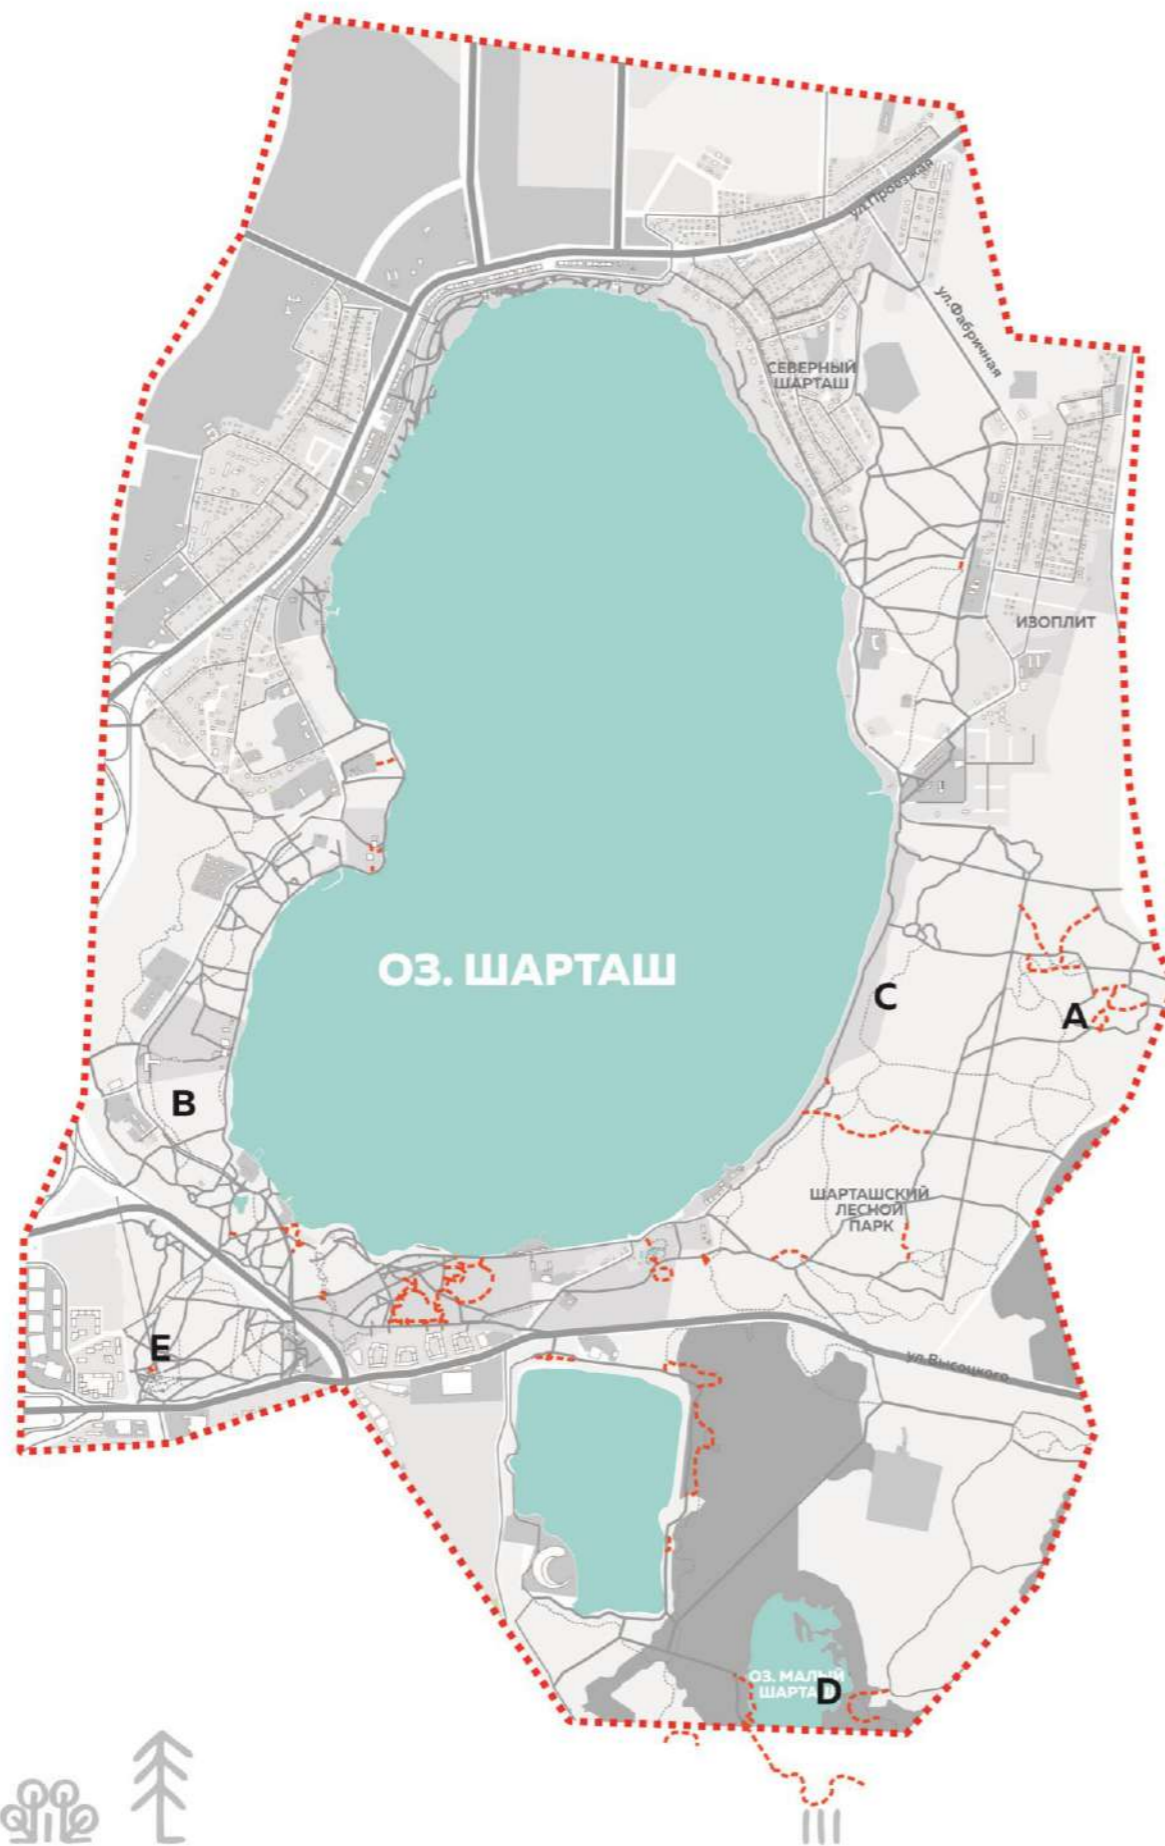 ул.Проезжая
ул.Фабричная
СЕВЕРНЫЙ
ШАРТАШ
ИЗОПЛИТ
ОЗ. ШАРТАШ
C
A
B
ШАРТАШСКИЙ
ЛЕСНОЙ
ПАРК
E
ул.Высоцкого
ОЗ. МАЛЫЙ
ШАРТАШ
D